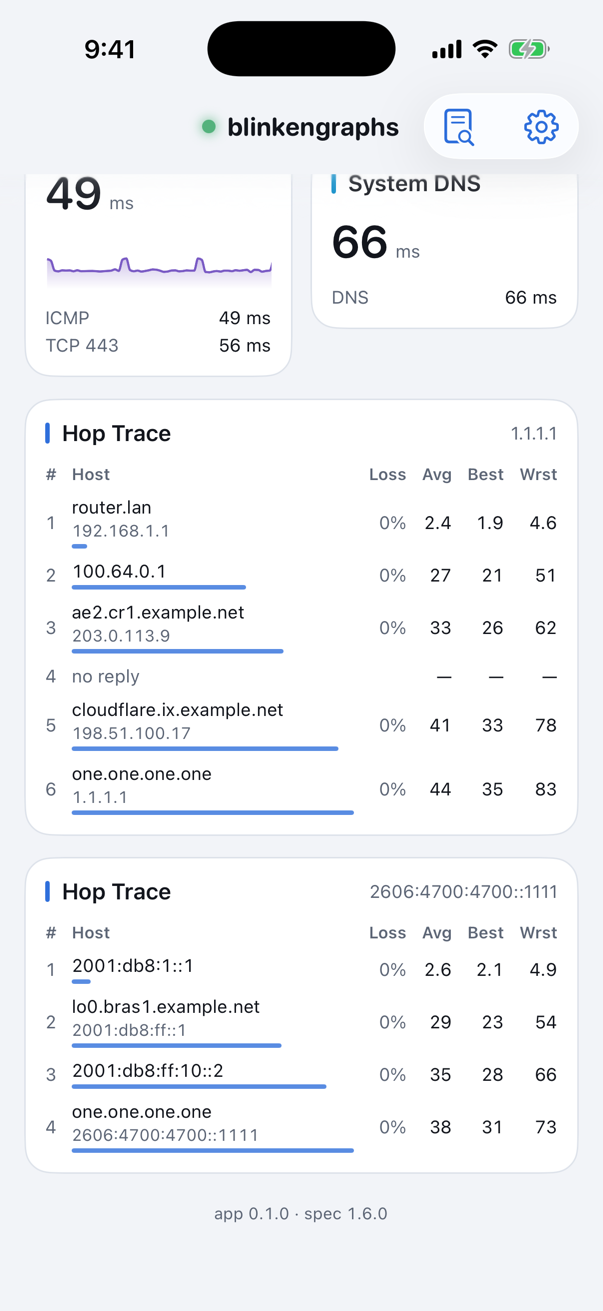 9:41
blinkengraphs
49 ms
ICMP 49 ms
TCP 443 56 ms
System DNS
66 ms
DNS 66 ms
Hop Trace 1.1.1.1
# Host Loss Avg Best Wrst
1 router.lan 0% 2.4 1.9 4.6
192.168.1.1
2 100.64.0.1 0% 27 21 51
3 ae2.cr1.example.net 0% 33 26 62
203.0.113.9
4 no reply — — —
5 cloudflare.ix.example.net 0% 41 33 78
198.51.100.17
6 one.one.one.one 0% 44 35 83
1.1.1.1
Hop Trace 2606:4700:4700::1111
# Host Loss Avg Best Wrst
1 2001:db8:1::1 0% 2.6 2.1 4.9
2 lo0.bras1.example.net 0% 29 23 54
2001:db8:ff::1
3 2001:db8:ff:10::2 0% 35 28 66
4 one.one.one.one 0% 38 31 73
2606:4700:4700::1111
app 0.1.0 · spec 1.6.0